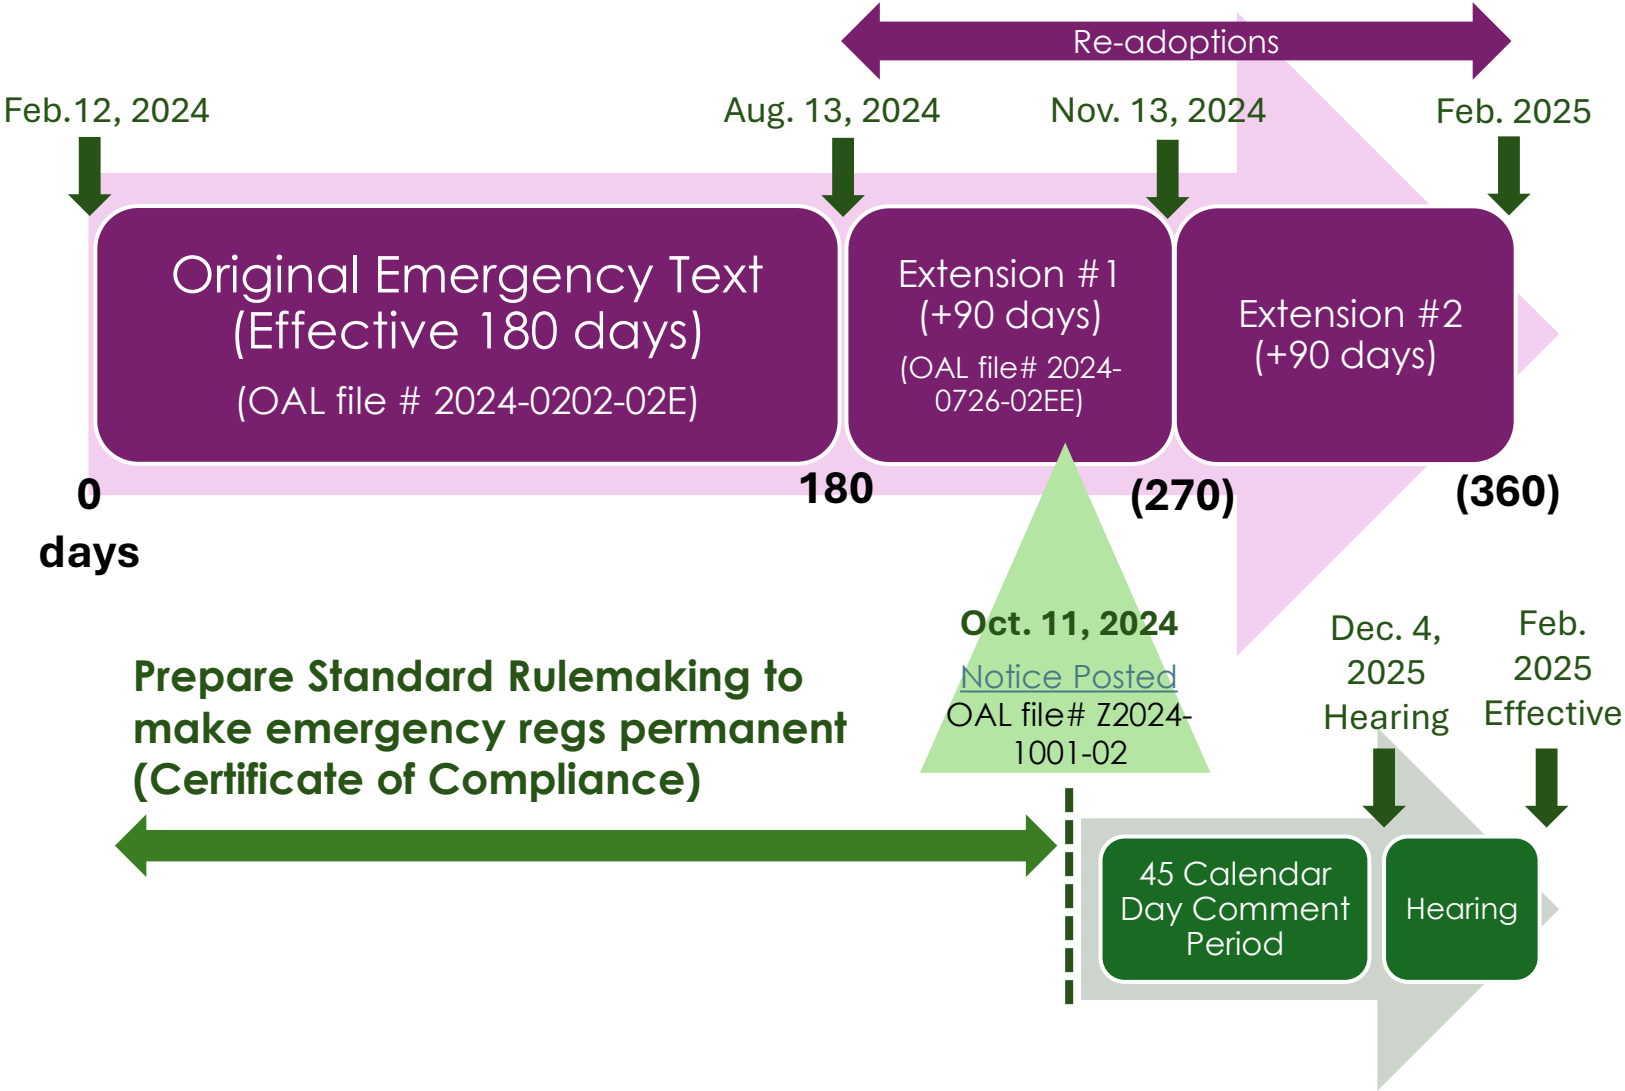 Re-adoptions
Feb.12, 2024
Aug. 13, 2024
Nov. 13, 2024
Feb. 2025
Original Emergency Text
(Effective 180 days)
(OAL file # 2024-0202-02E)
Extension #1
(+90 days)
(OAL file# 2024-
0726-02EE)
Extension #2
(+90 days)
0
days
180
(270)
(360)
Prepare Standard Rulemaking to
make emergency regs permanent
(Certificate of Compliance)
Oct. 11, 2024
Notice Posted
OAL file# Z2024-
1001-02
Dec. 4,
2025
Hearing
Feb.
2025
Effective
45 Calendar
Day Comment
Period
Hearing